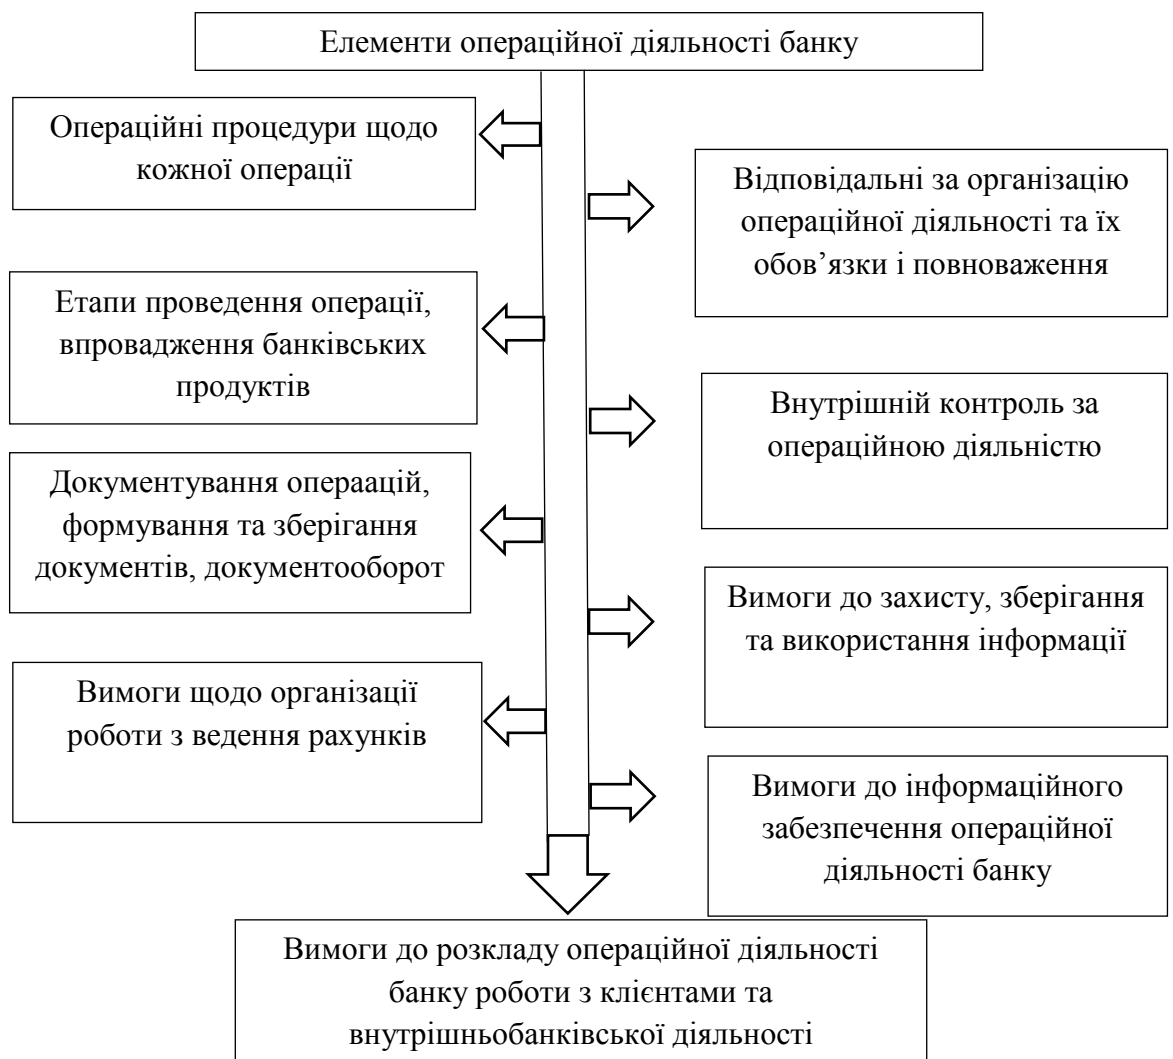 Елементи операційної діяльності банку
Операційні процедури щодо
кожної операції
Відповідальні за організацію
операційної діяльності та їх
обов’язки і повноваження
Етапи проведення операції,
впровадження банківських
продуктів
Внутрішній контроль за
операційною діяльністю
Документування операацій,
формування та зберігання
документів, документооборот
Вимоги до захисту, зберігання
та використання інформації
Вимоги щодо організації
роботи з ведення рахунків
Вимоги до інформаційного
забезпечення операційної
діяльності банку
Вимоги до розкладу операційної діяльності
банку роботи з клієнтами та
внутрішньобанківської діяльності